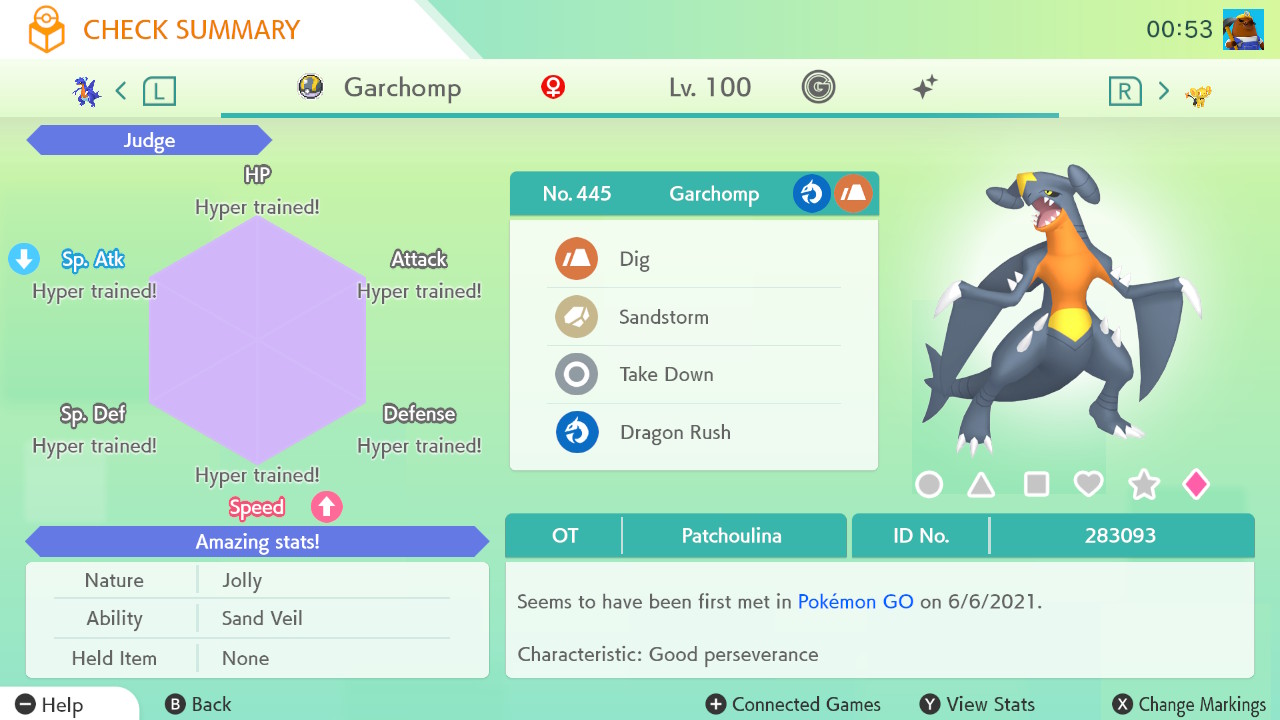 CHECK SUMMARY
00:53
L
Garchomp
Lv. 100
G
R
Judge
HP
Hyper trained!
Sp. Atk
Hyper trained!
Attack
Hyper trained!
Sp. Def
Hyper trained!
Defense
Hyper trained!
Hyper trained!
Speed
Amazing stats!
Nature Jolly
Ability Sand Veil
Held Item None
No. 445 Garchomp
Dig
Sandstorm
Take Down
Dragon Rush
OT Patchoulina ID No. 283093
Seems to have been first met in Pokémon GO on 6/6/2021.
Characteristic: Good perseverance
Help
B Back
Connected Games
Y View Stats
X Change Markings